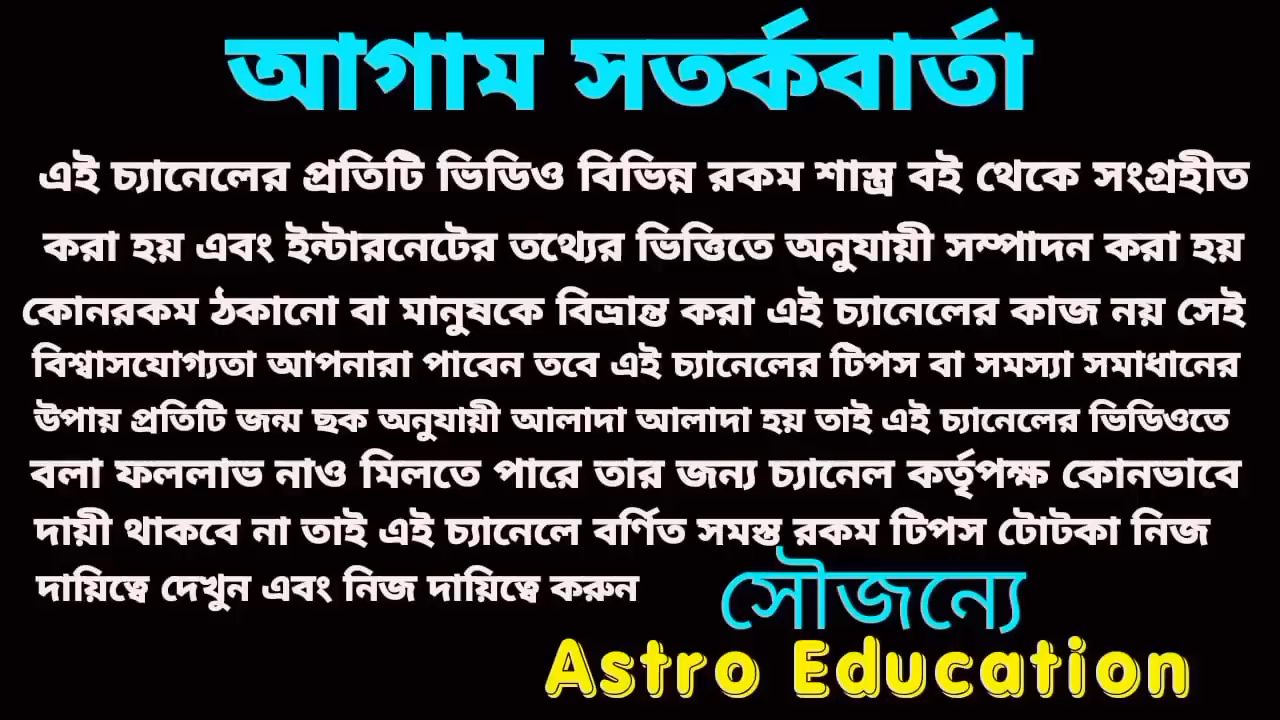 আগাম সতর্কবার্তা
এই চ্যানেলের প্রতিটি ভিডিও বিভিন্ন রকম শাস্ত্র বই থেকে সংগ্রহীত
করা হয় এবং ইন্টারনেটের তথ্যের ভিত্তিতে অনুযায়ী সম্পাদন করা হয়
কোনরকম ঠকানো বা মানুষকে বিভ্রান্ত করা এই চ্যানেলের কাজ নয় সেই
বিশ্বাসযোগ্যতা আপনারা পাবেন তবে এই চ্যানেলের টিপস বা সমস্যা সমাধানের
উপায় প্রতিটি জন্ম ছক অনুযায়ী আলাদা আলাদা হয় তাই এই চ্যানেলের ভিডিওতে
বলা ফললাভ নাও মিলতে পারে তার জন্য চ্যানেল কর্তৃপক্ষ কোনভাবে
দায়ী থাকবে না তাই এই চ্যানেলে বর্ণিত সমস্ত রকম টিপস টোটকা নিজ
দায়িত্বে দেখুন এবং নিজ দায়িত্বে করুন
সৌজন্যে
Astro Education